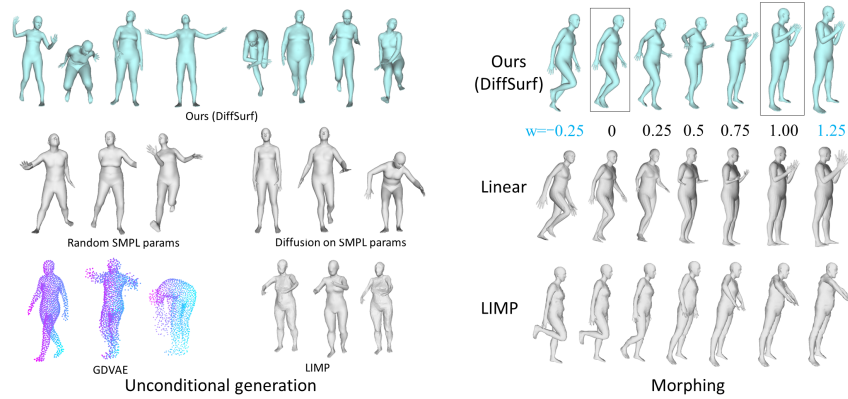 Ours (DiffSurf)
Random SMPL params
Diffusion on SMPL params
GDVAE
LIMP
Unconditional generation
Ours
(DiffSurf)
w=−0.25 0 0.25 0.5 0.75 1.00 1.25
Linear
LIMP
Morphing